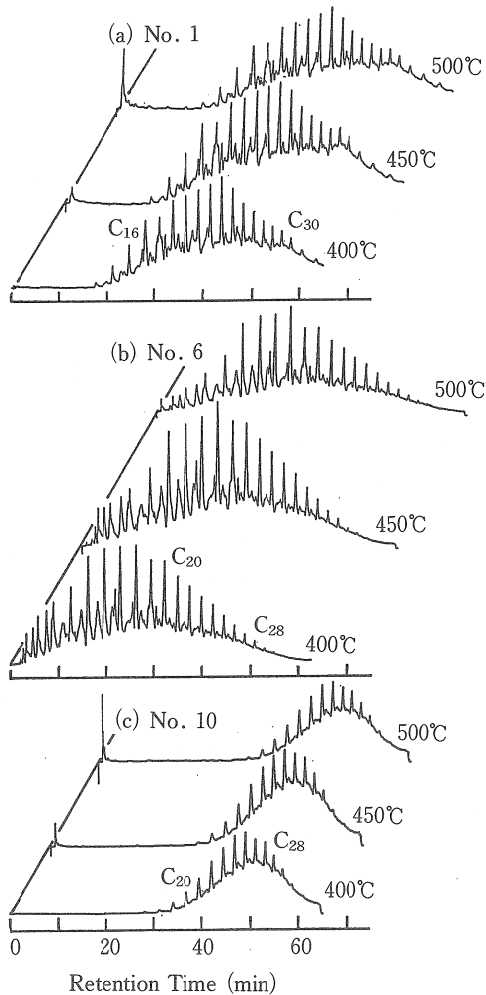 (a) No. 1
500℃
450℃
C₁₆
C₃₀
400℃
(b) No. 6
500℃
450℃
C₂₀
C₂₈
400℃
(c) No. 10
500℃
450℃
C₂₈
C₂₀
400℃
0 20 40 60
Retention Time (min)